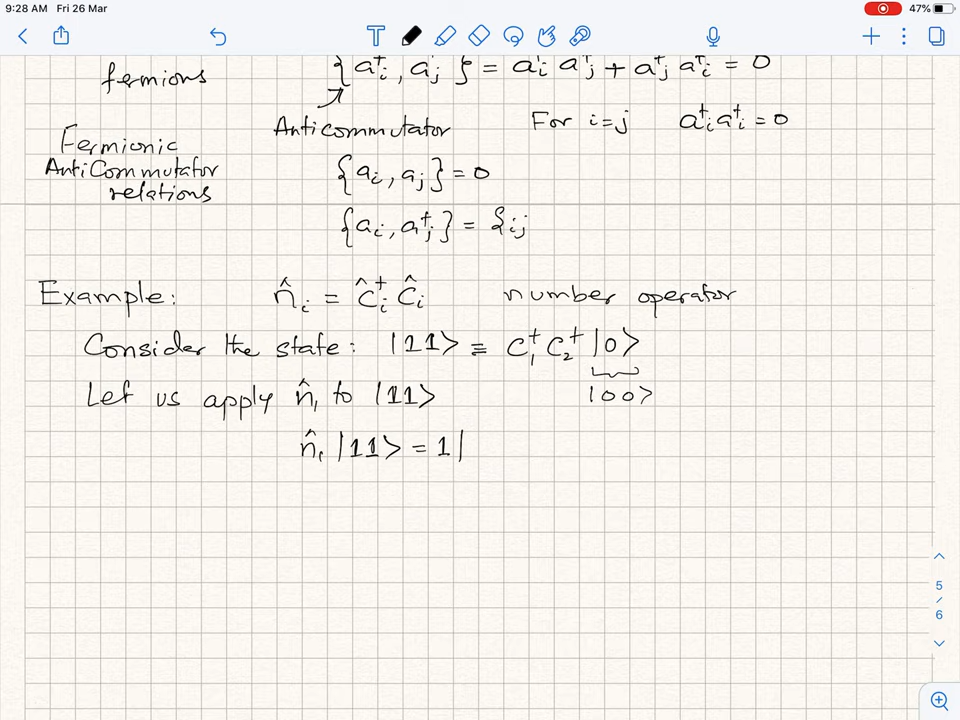 9:28 AM Fri 26 Mar 47%
T
fermions {a†i, a†j} = a†i a†j + a†j a†i = 0
Anticommutator For i=j a†i a†i = 0
Fermionic
AntiCommutator
relations
{ai, aj} = 0
{ai, a†j} = δij
Example: n̂i = ĉ†i ĉi number operator
Consider the state: |11> ≡ c†1 c†2 |0>
Let us apply n̂1 to |11> |00>
n̂1 |11> = 1|
5
/
6